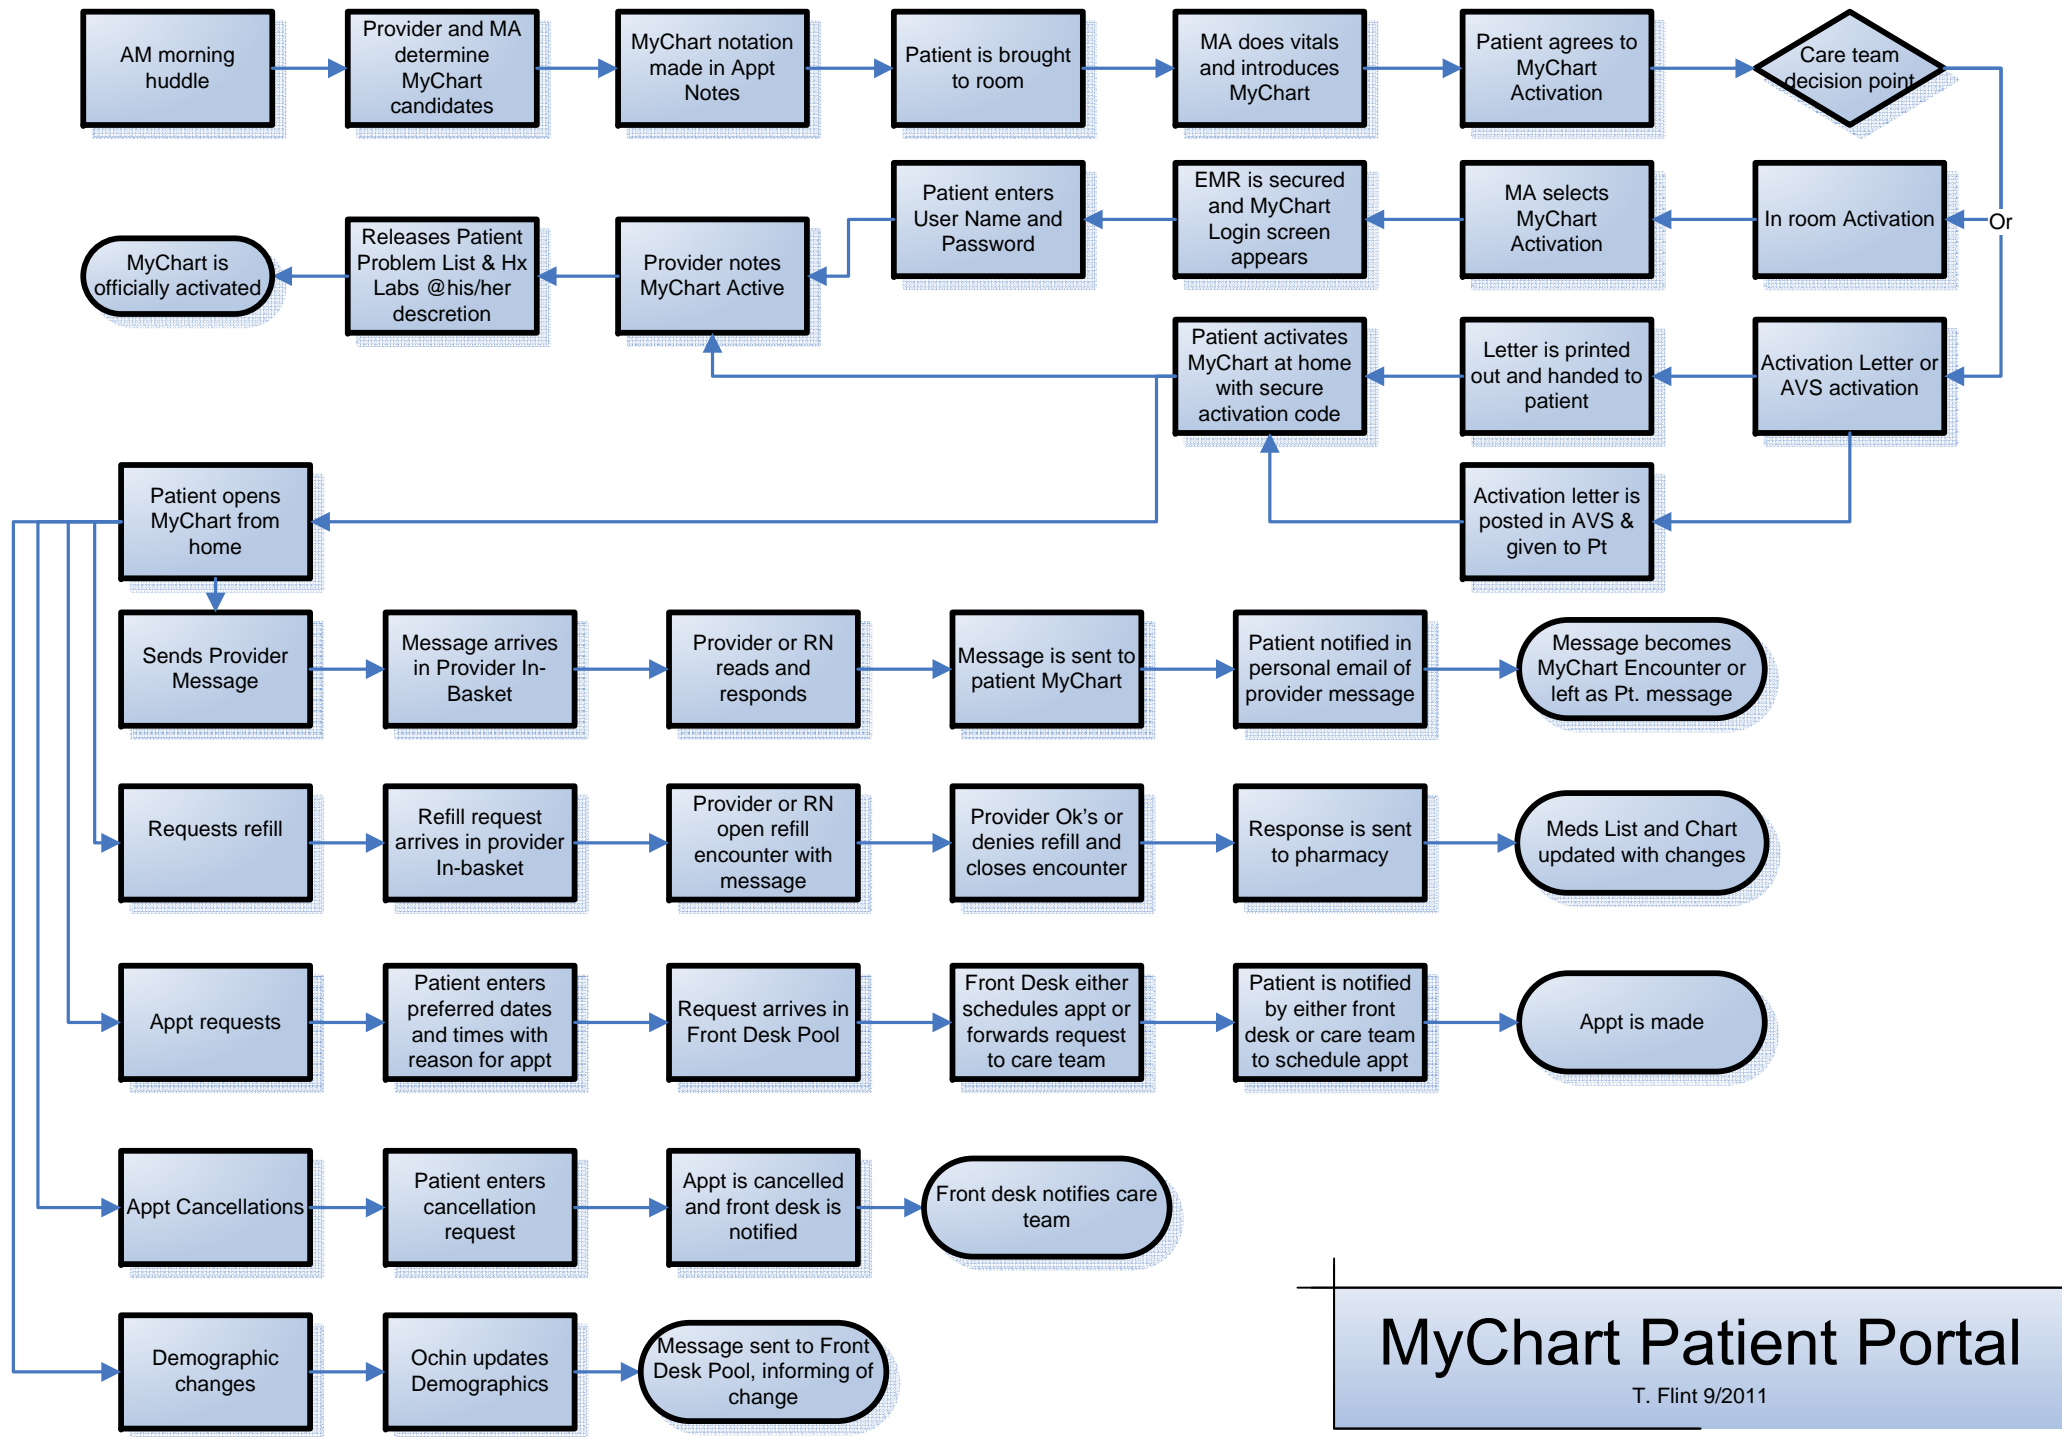 AM morning
huddle
Provider and MA
determine
MyChart
candidates
MyChart notation
made in Appt
Notes
Patient is brought
to room
MA does vitals
and introduces
MyChart
Patient agrees to
MyChart
Activation
Care team
decision point
Or
In room Activation
MA selects
MyChart
Activation
EMR is secured
and MyChart
Login screen
appears
Patient enters
User Name and
Password
Provider notes
MyChart Active
Releases Patient
Problem List & Hx
Labs @his/her
descretion
MyChart is
officially activated
Activation Letter or
AVS activation
Letter is printed
out and handed to
patient
Patient activates
MyChart at home
with secure
activation code
Activation letter is
posted in AVS &
given to Pt
Patient opens
MyChart from
home
Sends Provider
Message
Message arrives
in Provider In-
Basket
Provider or RN
reads and
responds
Message is sent to
patient MyChart
Patient notified in
personal email of
provider message
Message becomes
MyChart Encounter or
left as Pt. message
Requests refill
Refill request
arrives in provider
In-basket
Provider or RN
open refill
encounter with
message
Provider Ok's or
denies refill and
closes encounter
Response is sent
to pharmacy
Meds List and Chart
updated with changes
Appt requests
Patient enters
preferred dates
and times with
reason for appt
Request arrives in
Front Desk Pool
Front Desk either
schedules appt or
forwards request
to care team
Patient is notified
by either front
desk or care team
to schedule appt
Appt is made
Appt Cancellations
Patient enters
cancellation
request
Appt is cancelled
and front desk is
notified
Front desk notifies care
team
Demographic
changes
Ochin updates
Demographics
Message sent to Front
Desk Pool, informing of
change
MyChart Patient Portal
T. Flint 9/2011